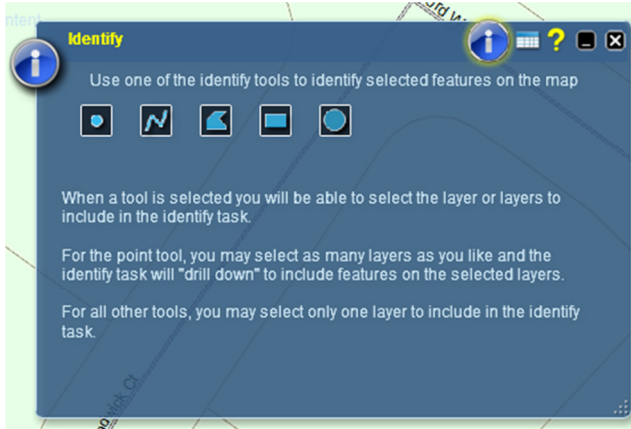 Identify
Use one of the identify tools to identify selected features on the map
When a tool is selected you will be able to select the layer or layers to
include in the identify task.
For the point tool, you may select as many layers as you like and the
identify task will "drill down" to include features on the selected layers.
For all other tools, you may select only one layer to include in the identify
task.